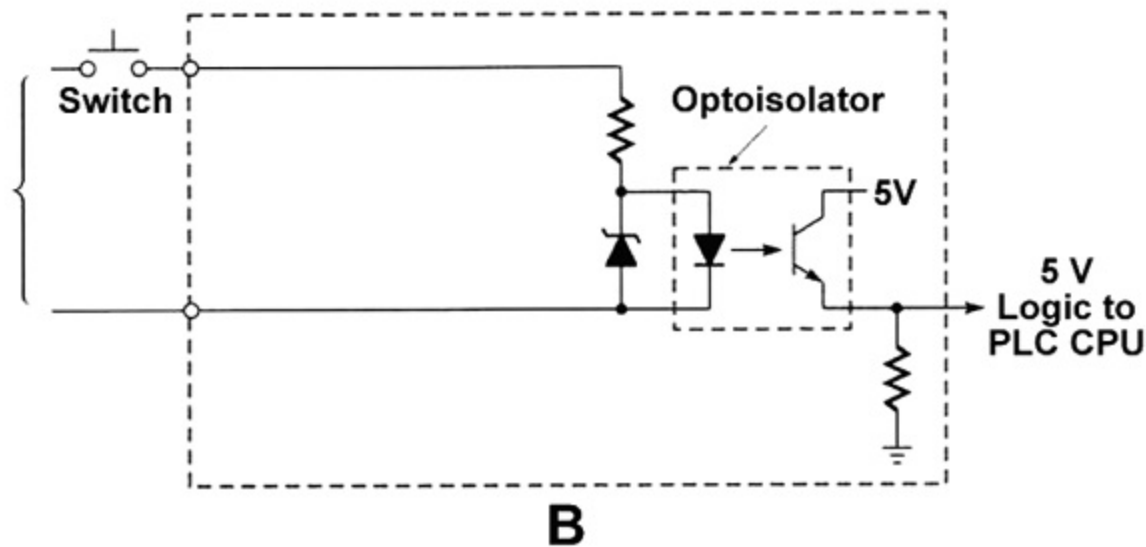 Switch
Optoisolator
5V
5 V
Logic to
PLC CPU
B